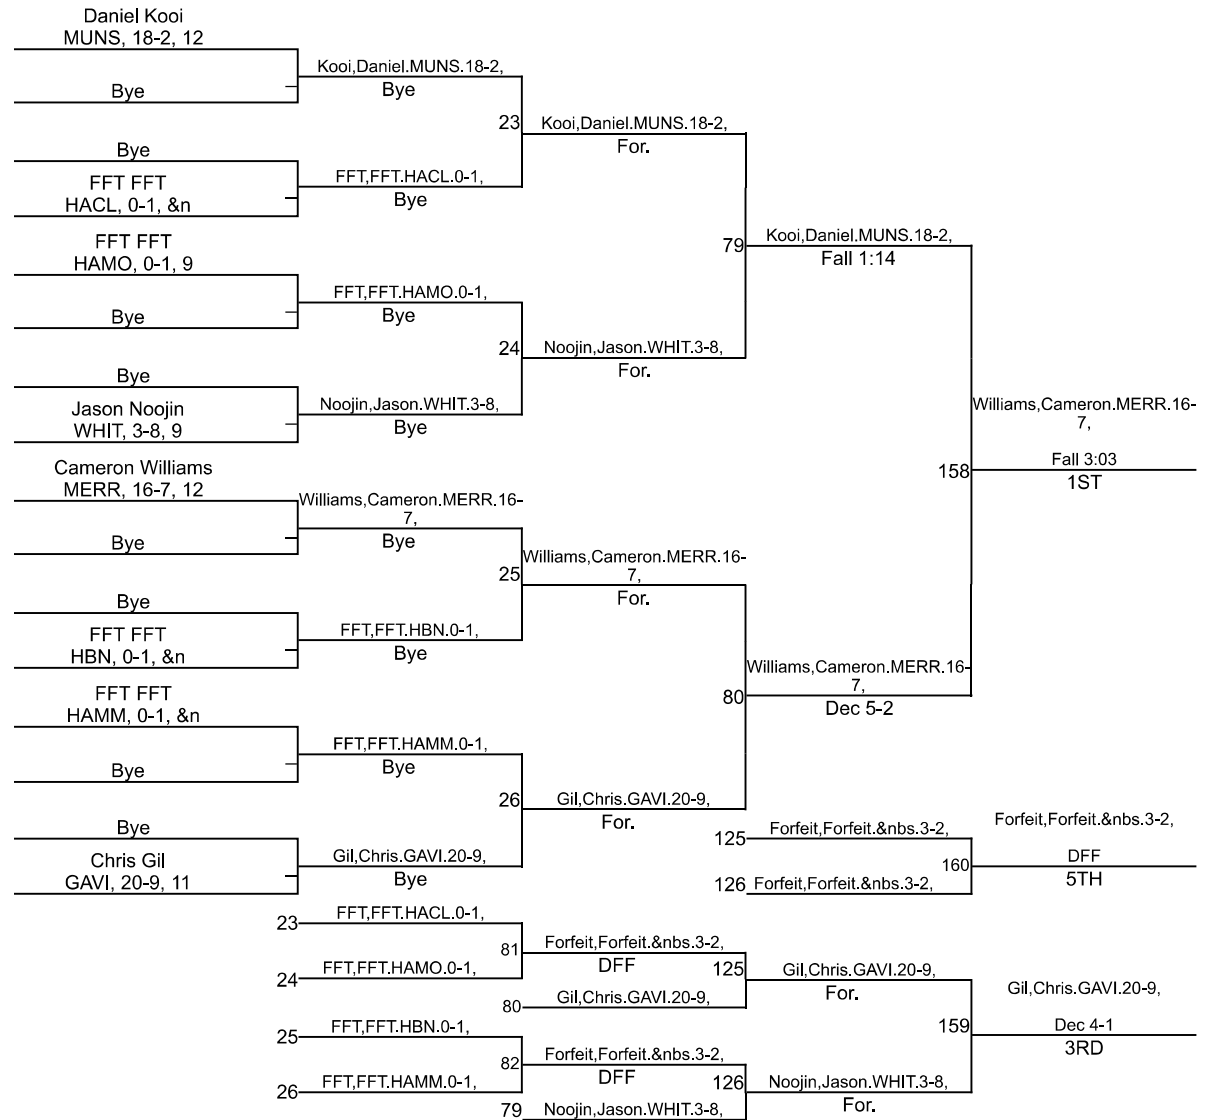 Daniel Kooi
MUNS, 18-2, 12
Bye
Bye
FFT FFT
HACL, 0-1, &n
FFT FFT
HAMO, 0-1, 9
Bye
Bye
Jason Noojin
WHIT, 3-8, 9
Cameron Williams
MERR, 16-7, 12
Bye
Bye
FFT FFT
HBN, 0-1, &n
FFT FFT
HAMM, 0-1, &n
Bye
Bye
Chris Gil
GAVI, 20-9, 11
Kooi,Daniel.MUNS.18-2,
Bye
FFT,FFT.HACL.0-1,
Bye
FFT,FFT.HAMO.0-1,
Bye
Noojin,Jason.WHIT.3-8,
Bye
Williams,Cameron.MERR.16-
7,
Bye
FFT,FFT.HBN.0-1,
Bye
FFT,FFT.HAMM.0-1,
Bye
Gil,Chris.GAVI.20-9,
Bye
23
Kooi,Daniel.MUNS.18-2,
For.
24
Noojin,Jason.WHIT.3-8,
For.
25
Williams,Cameron.MERR.16-
7,
For.
26
Gil,Chris.GAVI.20-9,
For.
79
Kooi,Daniel.MUNS.18-2,
Fall 1:14
80
Williams,Cameron.MERR.16-
7,
Dec 5-2
158
Williams,Cameron.MERR.16-
7,
Fall 3:03
1ST
125
Forfeit,Forfeit.&nbs.3-2,
126
Forfeit,Forfeit.&nbs.3-2,
160
Forfeit,Forfeit.&nbs.3-2,
DFF
5TH
23
FFT,FFT.HACL.0-1,
24
FFT,FFT.HAMO.0-1,
25
FFT,FFT.HBN.0-1,
26
FFT,FFT.HAMM.0-1,
81
Forfeit,Forfeit.&nbs.3-2,
DFF
80
Gil,Chris.GAVI.20-9,
82
Forfeit,Forfeit.&nbs.3-2,
DFF
79
Noojin,Jason.WHIT.3-8,
125
Gil,Chris.GAVI.20-9,
For.
126
Noojin,Jason.WHIT.3-8,
For.
159
Gil,Chris.GAVI.20-9,
Dec 4-1
3RD